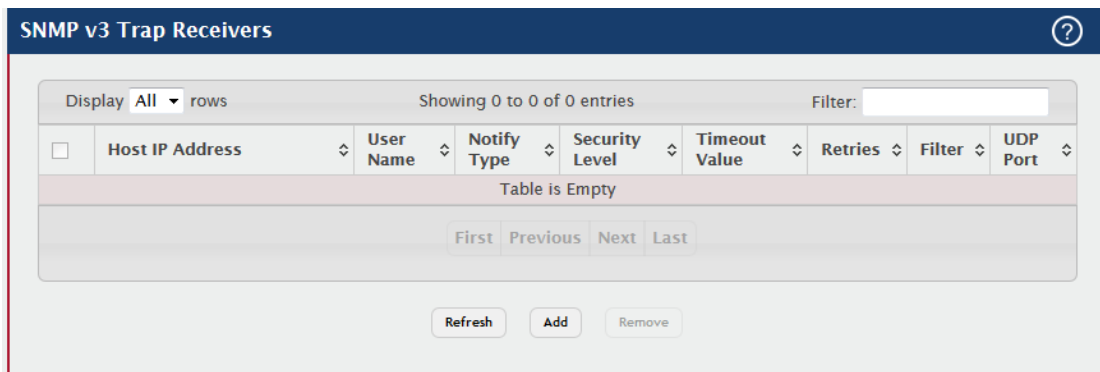 SNMP v3 Trap Receivers ?
Display All rows Showing 0 to 0 of 0 entries Filter:
Host IP Address User Name Notify Type Security Level Timeout Value Retries Filter UDP Port
Table is Empty
First Previous Next Last
Refresh Add Remove